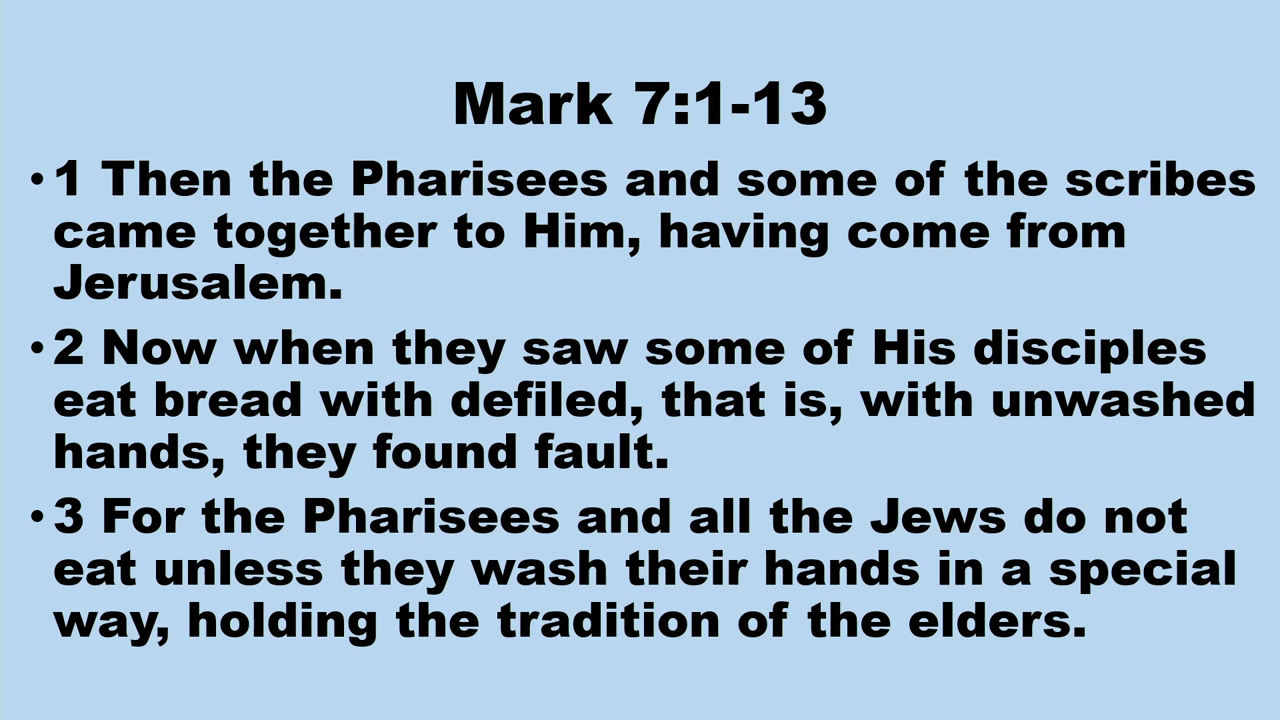 Mark 7:1-13
• 1 Then the Pharisees and some of the scribes
came together to Him, having come from
Jerusalem.
• 2 Now when they saw some of His disciples
eat bread with defiled, that is, with unwashed
hands, they found fault.
• 3 For the Pharisees and all the Jews do not
eat unless they wash their hands in a special
way, holding the tradition of the elders.